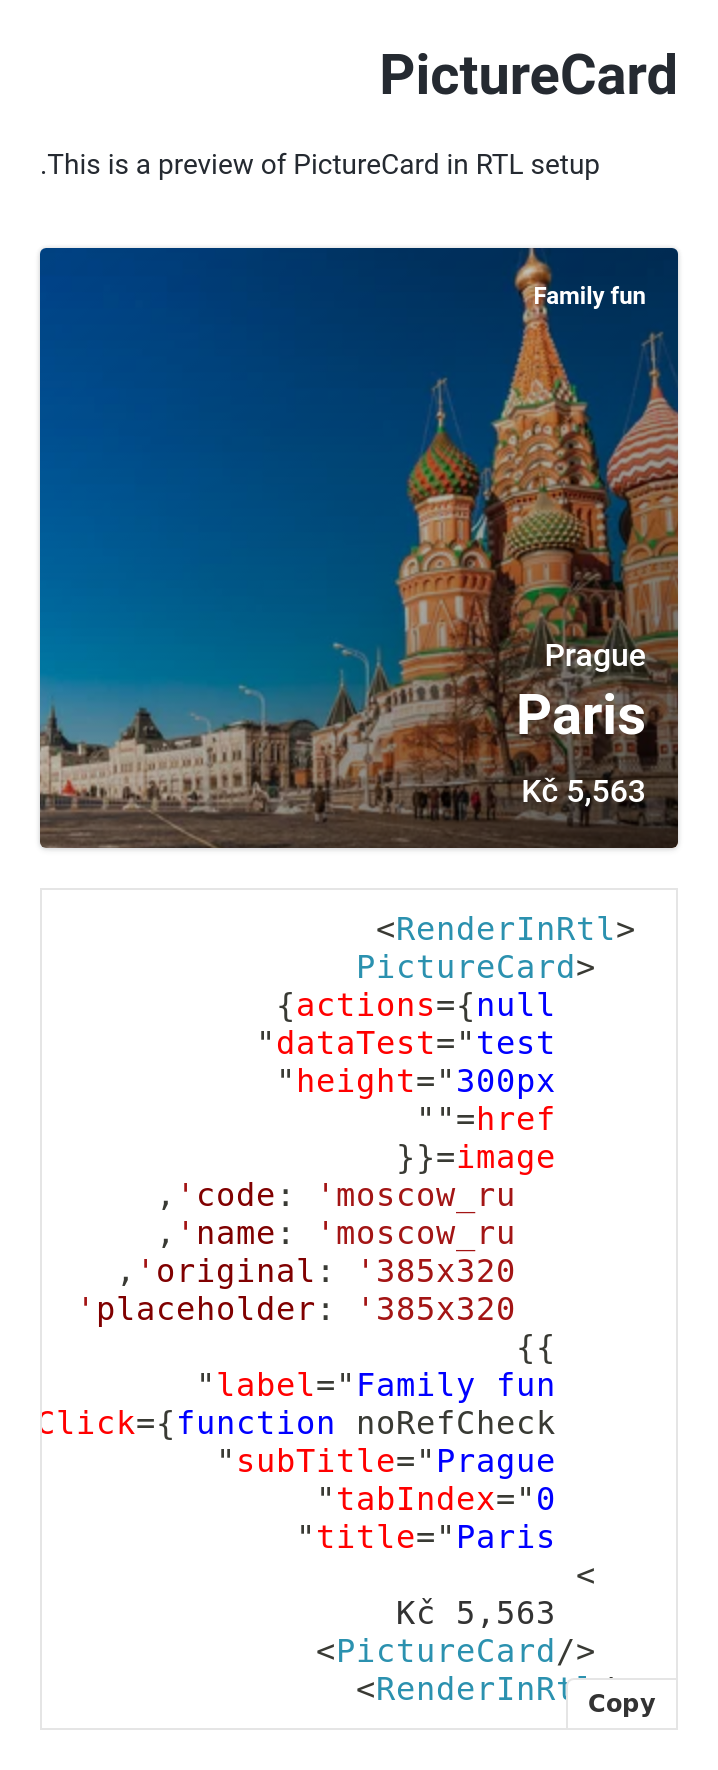 PictureCard
.This is a preview of PictureCard in RTL setup
Family fun
Prague
Paris
Kč 5,563
<RenderInRtl>
PictureCard>
{actions={null
"dataTest="test
"height="300px
""=href
}}=image
,'code: 'moscow_ru
,'name: 'moscow_ru
,'original: '385x320
'placeholder: '385x320
{{
"label="Family fun
Click={function noRefCheck
"subTitle="Prague
"tabIndex="0
"title="Paris
<
Kč 5,563
<PictureCard/>
<RenderInRtl
Copy